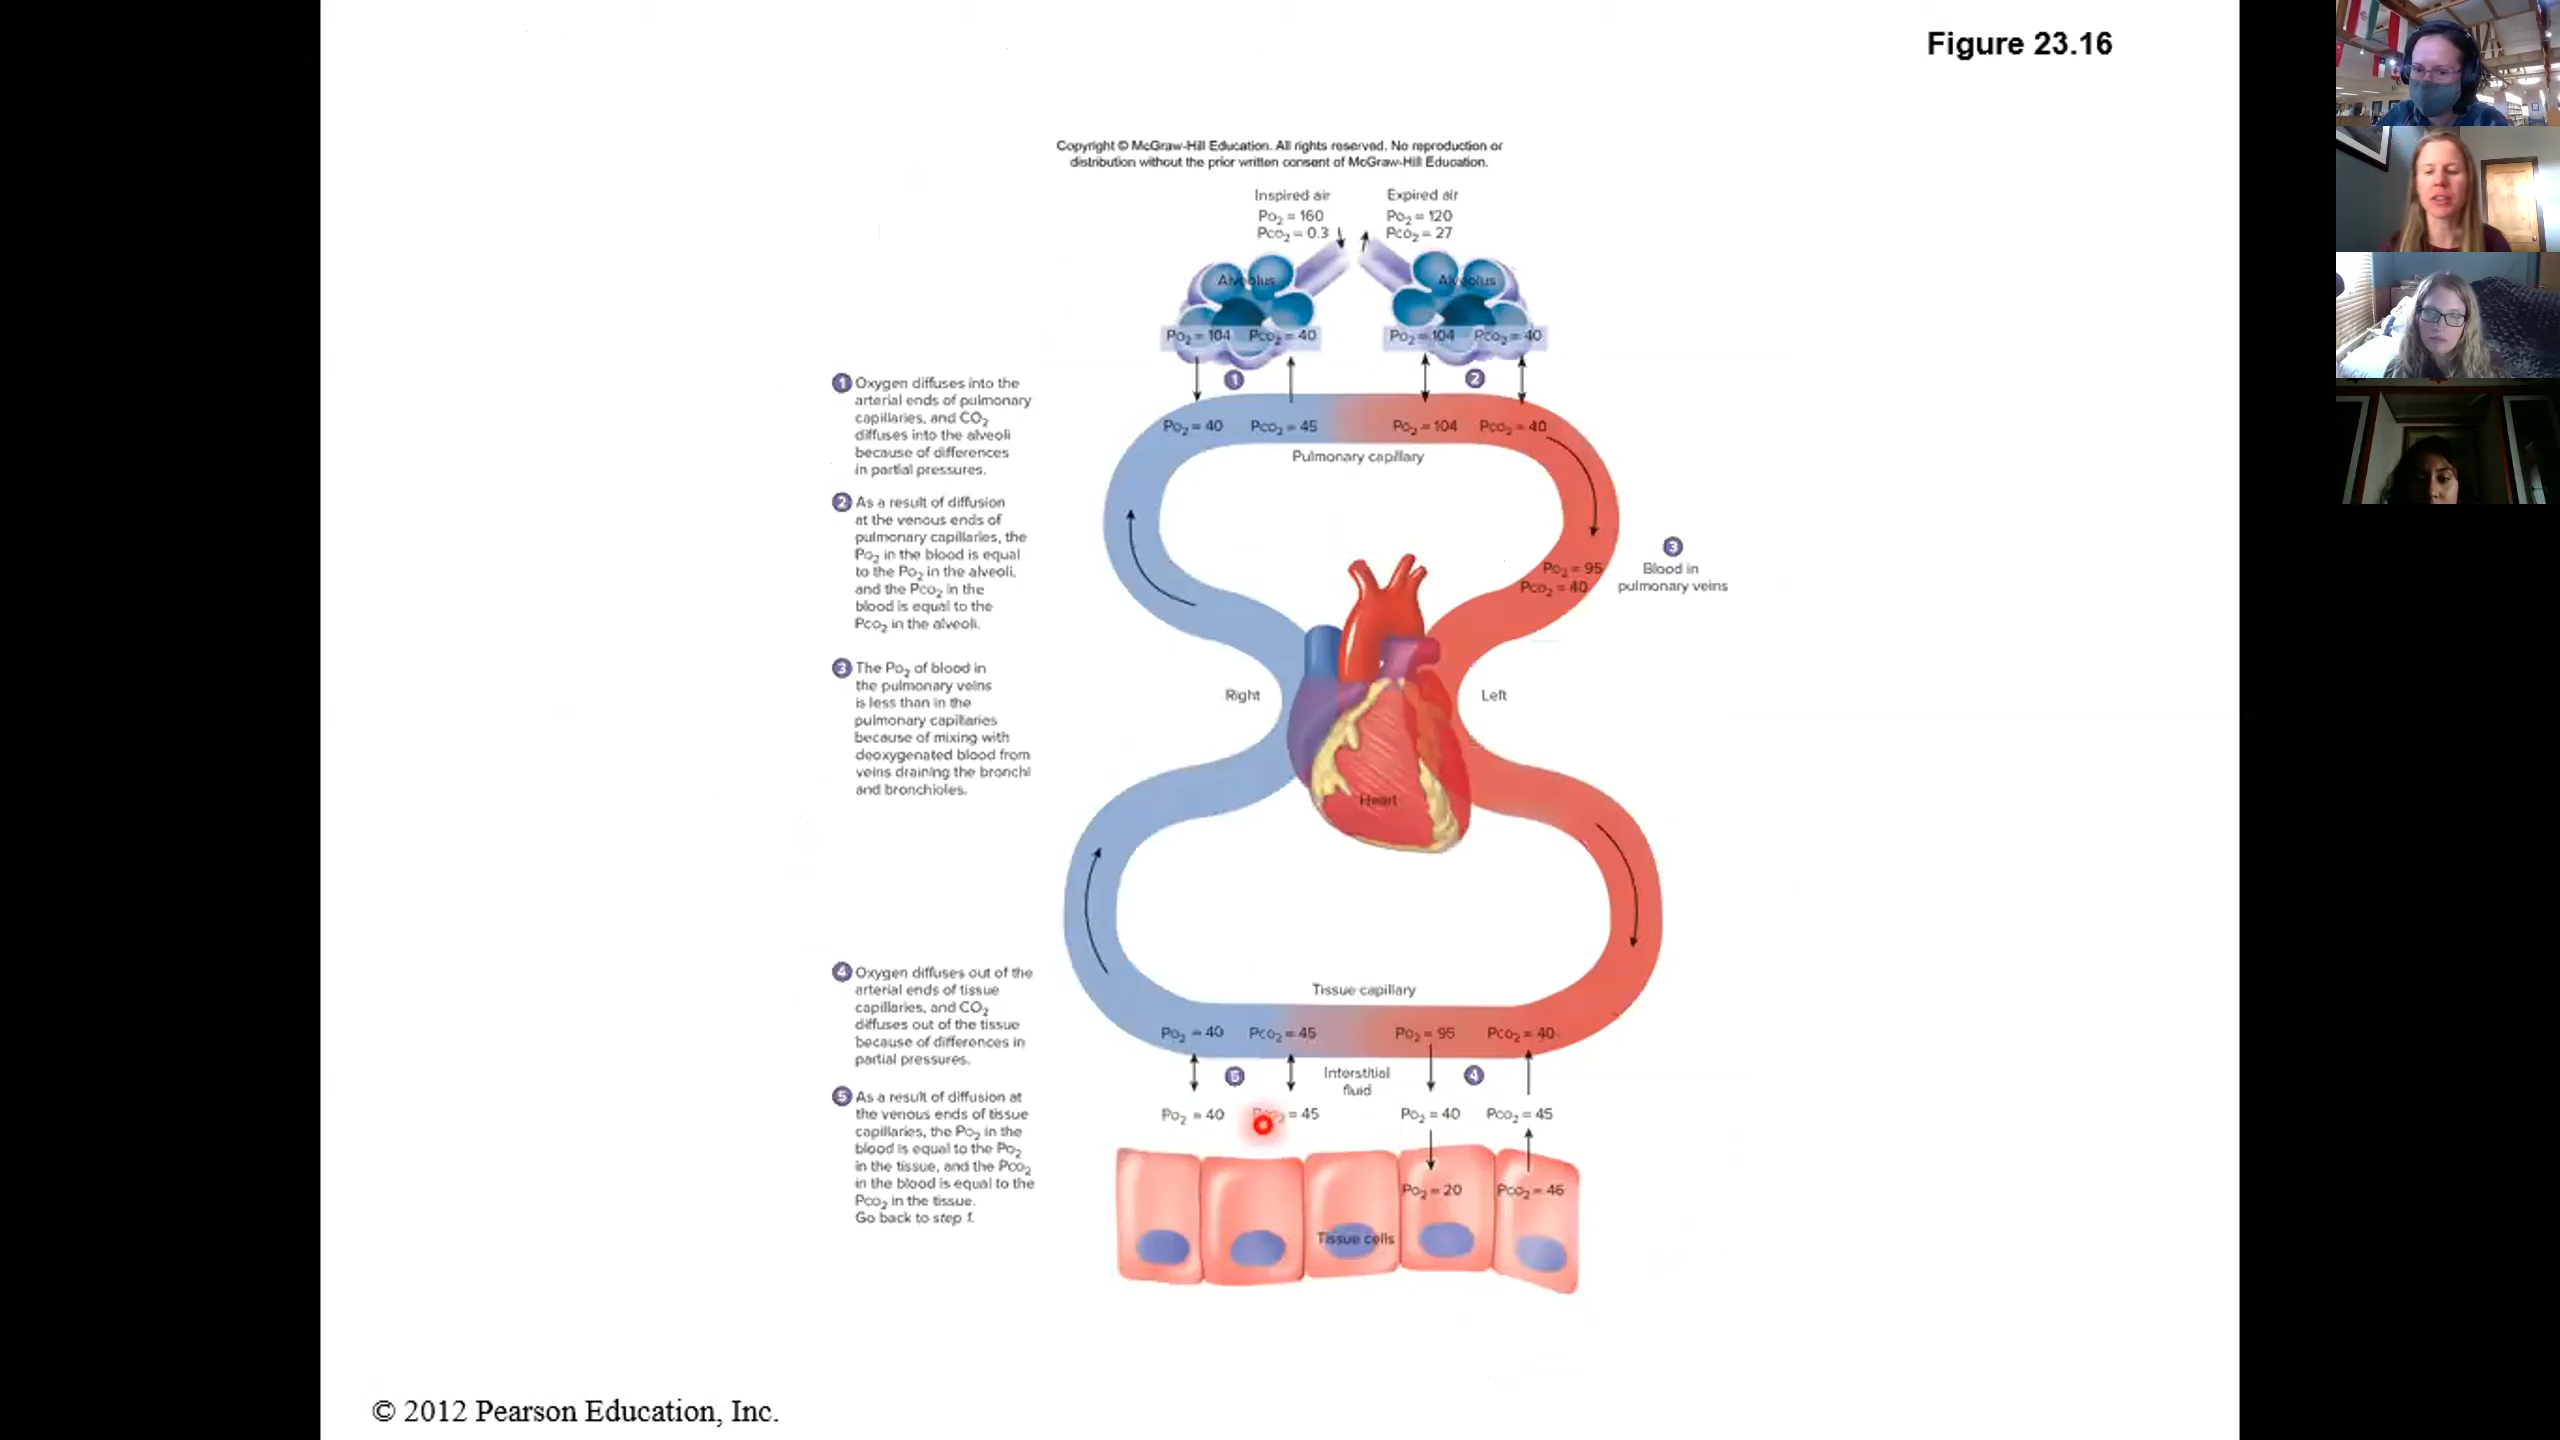 Figure 23.16
Copyright © McGraw-Hill Education. All rights reserved. No reproduction or
distribution without the prior written consent of McGraw-Hill Education.
Inspired air
Po₂ = 160
Pco₂ = 0.3
Expired air
Po₂ = 120
Pco₂ = 27
Alveolus
Alveolus
Po₂ = 104 Pco₂ = 40
Po₂ = 104 Pco₂ = 40
1
2
Po₂ = 40 Pco₂ = 45
Po₂ = 104 Pco₂ = 40
Pulmonary capillary
1 Oxygen diffuses into the
arterial ends of pulmonary
capillaries, and CO₂
diffuses into the alveoli
because of differences
in partial pressures.
2 As a result of diffusion
at the venous ends of
pulmonary capillaries, the
Po₂ in the blood is equal
to the Po₂ in the alveoli,
and the Pco₂ in the
blood is equal to the
Pco₂ in the alveoli.
3 The Po₂ of blood in
the pulmonary veins
is less than in the
pulmonary capillaries
because of mixing with
deoxygenated blood from
veins draining the bronchi
and bronchioles.
Po₂ = 95
Pco₂ = 40
3
Blood in
pulmonary veins
Right
Left
Heart
4 Oxygen diffuses out of the
arterial ends of tissue
capillaries, and CO₂
diffuses out of the tissue
because of differences in
partial pressures.
5 As a result of diffusion at
the venous ends of tissue
capillaries, the Po₂ in the
blood is equal to the Po₂
in the tissue, and the Pco₂
in the blood is equal to the
Pco₂ in the tissue.
Go back to step 1.
Tissue capillary
Po₂ = 40 Pco₂ = 45
Po₂ = 95 Pco₂ = 40
5
Interstitial
fluid
4
Po₂ = 40 Pco₂ = 45
Po₂ = 40 Pco₂ = 45
Po₂ = 20 Pco₂ = 46
Tissue cells
© 2012 Pearson Education, Inc.